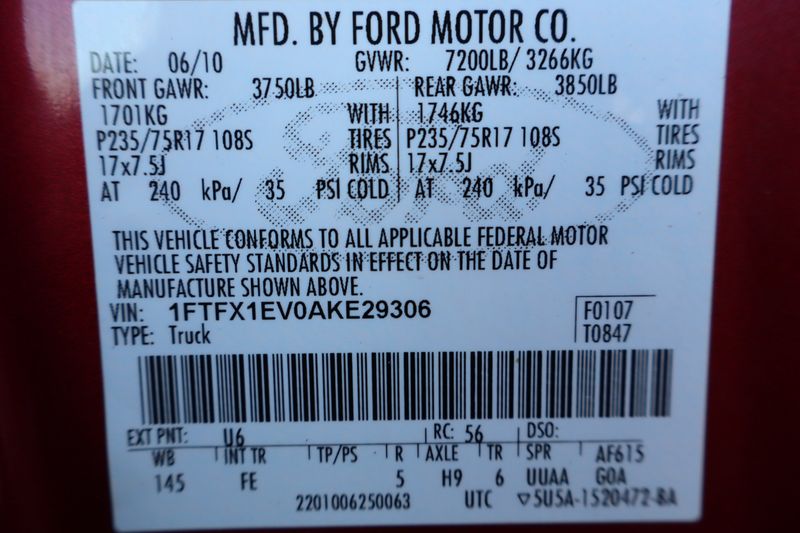 MFD. BY FORD MOTOR CO.
DATE: 06/10 GVWR: 7200LB/ 3266KG
FRONT GAWR: 3750LB REAR GAWR: 3850LB
1701KG WITH 1746KG WITH
P235/75R17 108S TIRES P235/75R17 108S TIRES
17x7.5J RIMS 17x7.5J RIMS
AT 240 kPa/ 35 PSI COLD AT 240 kPa/ 35 PSI COLD
THIS VEHICLE CONFORMS TO ALL APPLICABLE FEDERAL MOTOR
VEHICLE SAFETY STANDARDS IN EFFECT ON THE DATE OF
MANUFACTURE SHOWN ABOVE.
VIN: 1FTFX1EV0AKE29306 F0107
TYPE: Truck T0847
EXT PNT: U6 RC: 56 DSO:
WB INT TR TP/PS R AXLE TR SPR AF615
145 FE 5 H9 6 UUAA GOA
2201006250063 UTC ▽5U5A-1520472-BA